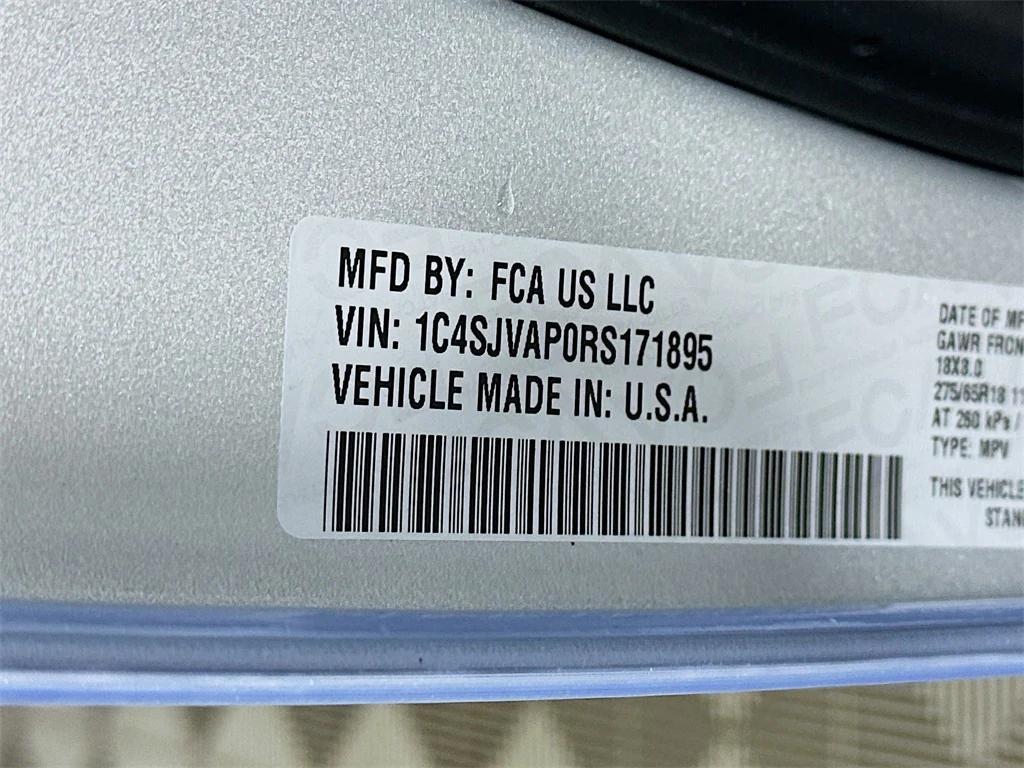 MFD BY: FCA US LLC
VIN: 1C4SJVAP0RS171895
VEHICLE MADE IN: U.S.A.
DATE OF
GAWR FRON
18X8.0
275/65R18 11
AT 260 kPa /
TYPE: MPV
THIS VEHICLE
STAN